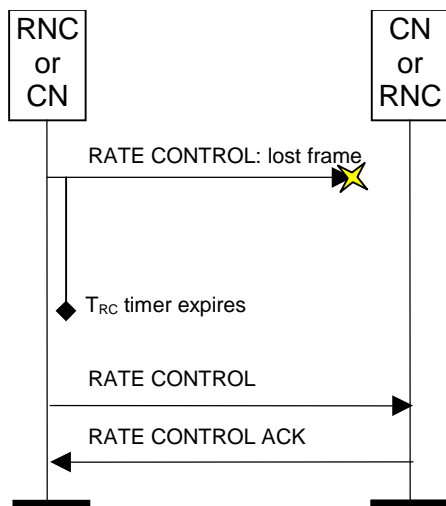 RNC
or
CN
CN
or
RNC
RATE CONTROL: lost frame
TRC timer expires
RATE CONTROL
RATE CONTROL ACK